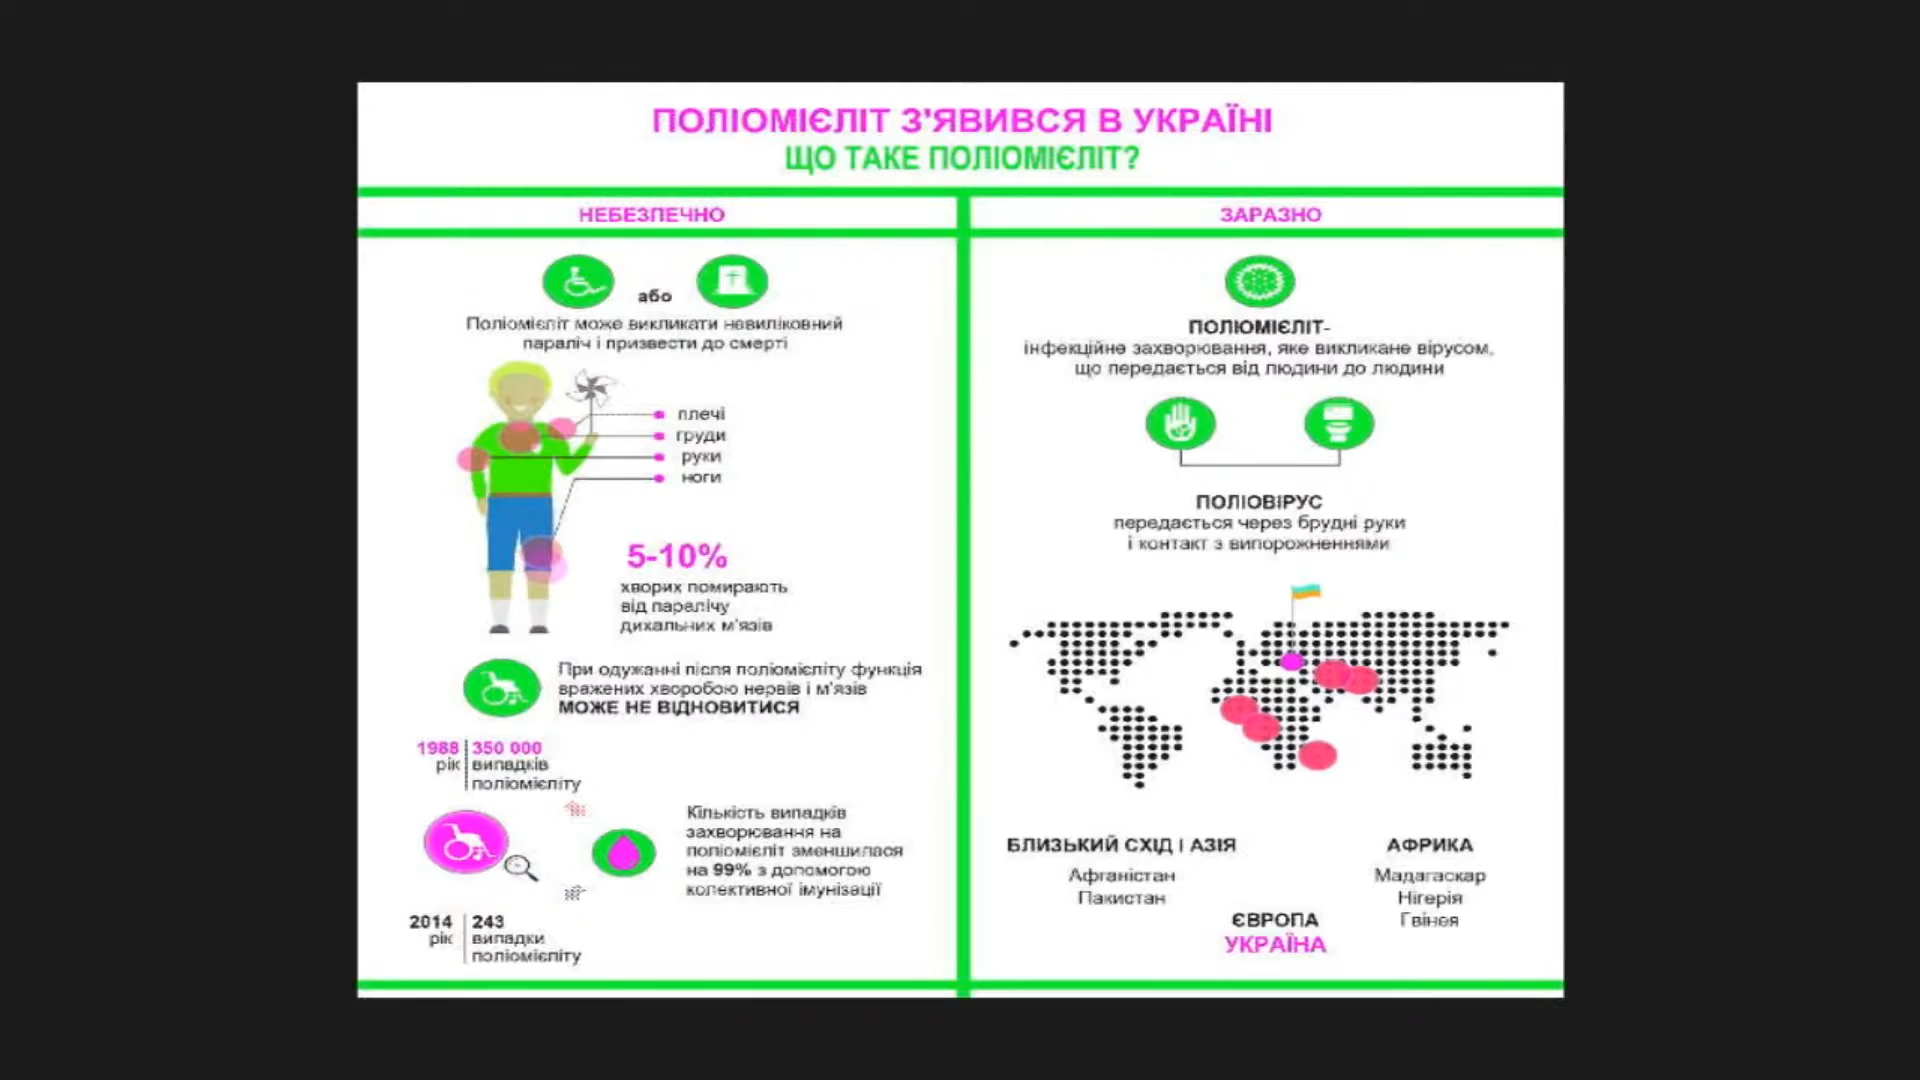 ПОЛІОМІЄЛІТ З'ЯВИВСЯ В УКРАЇНІ
ЩО ТАКЕ ПОЛІОМІЄЛІТ?
НЕБЕЗПЕЧНО
або
Поліомієліт може викликати невиліковний
параліч і призвести до смерті
плечі
груди
руки
ноги
5-10%
хворих помирають
від паралічу
дихальних м'язів
При одужанні після поліомієліту функція
вражених хворобою нервів і м'язів
МОЖЕ НЕ ВІДНОВИТИСЯ
1988 350 000
рік випадків
поліомієліту
Кількість випадків
захворювання на
поліомієліт зменшилася
на 99% з допомогою
колективної імунізації
2014 243
рік випадки
поліомієліту
ЗАРАЗНО
ПОЛІОМІЄЛІТ-
інфекційне захворювання, яке викликане вірусом,
що передається від людини до людини
ПОЛІОВІРУС
передається через брудні руки
і контакт з випорожненнями
БЛИЗЬКИЙ СХІД І АЗІЯ
Афганістан
Пакистан
ЄВРОПА
УКРАЇНА
АФРИКА
Мадагаскар
Нігерія
Гвінея